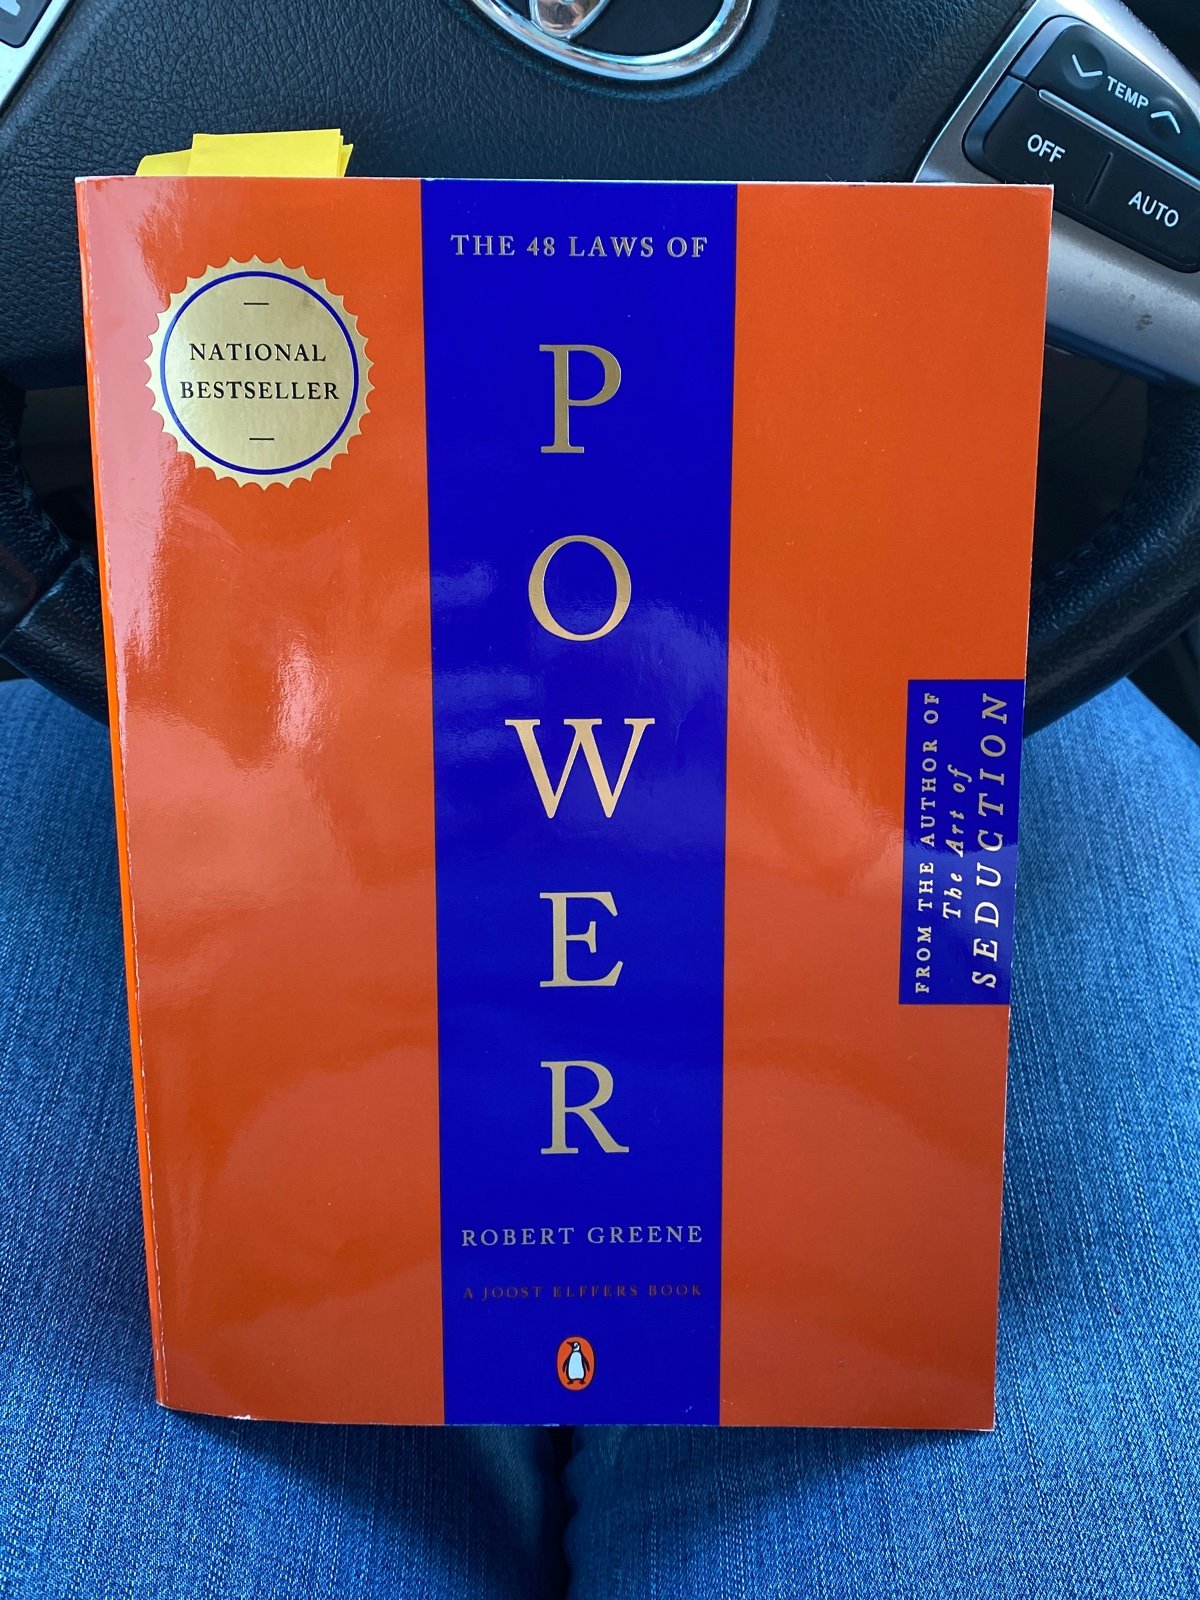 TEMP
OFF
AUTO
THE 48 LAWS OF
POWER
NATIONAL
BESTSELLER
FROM THE AUTHOR OF
The Art of
SEDUCTION
ROBERT GREENE
A JOOST ELFFERS BOOK